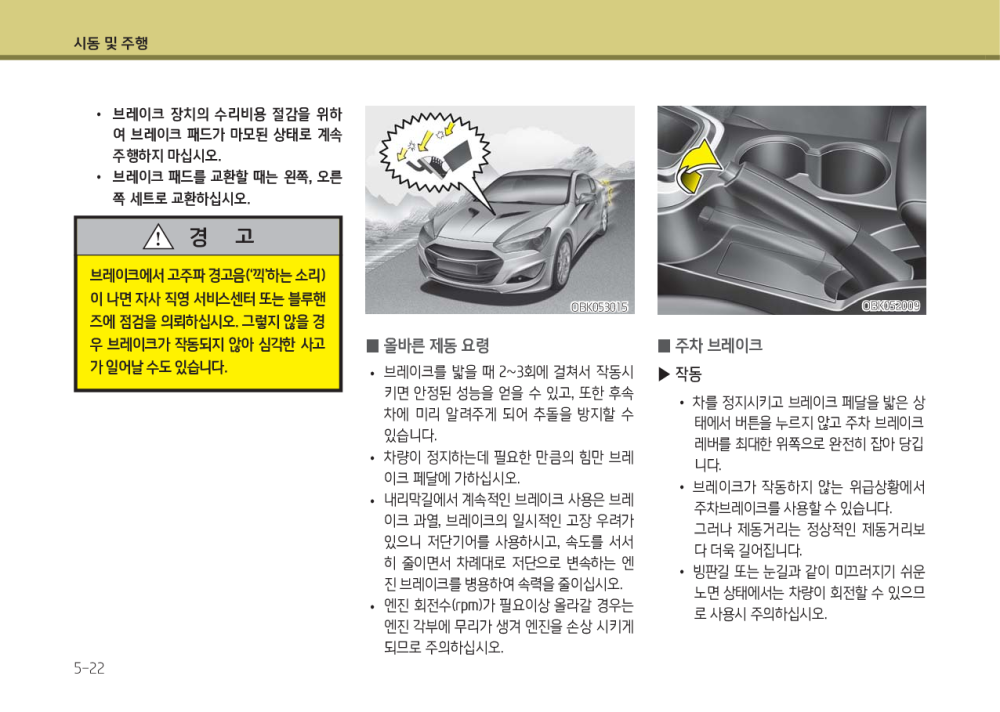 시동 및 주행
• 브레이크 장치의 수리비용 절감을 위하
여 브레이크 패드가 마모된 상태로 계속
주행하지 마십시오.
• 브레이크 패드를 교환할 때는 왼쪽, 오른
쪽 세트로 교환하십시오.
경 고
브레이크에서 고주파 경고음(‘끽’하는 소리)
이 나면 자사 직영 서비스센터 또는 블루핸
즈에 점검을 의뢰하십시오. 그렇지 않을 경
우 브레이크가 작동되지 않아 심각한 사고
가 일어날 수도 있습니다.
OBK053015
■ 올바른 제동 요령
• 브레이크를 밟을 때 2~3회에 걸쳐서 작동시
키면 안정된 성능을 얻을 수 있고, 또한 후속
차에 미리 알려주게 되어 추돌을 방지할 수
있습니다.
• 차량이 정지하는데 필요한 만큼의 힘만 브레
이크 페달에 가하십시오.
• 내리막길에서 계속적인 브레이크 사용은 브레
이크 과열, 브레이크의 일시적인 고장 우려가
있으니 저단기어를 사용하시고, 속도를 서서
히 줄이면서 차례대로 저단으로 변속하는 엔
진 브레이크를 병용하여 속력을 줄이십시오.
• 엔진 회전수(rpm)가 필요이상 올라갈 경우는
엔진 각부에 무리가 생겨 엔진을 손상 시키게
되므로 주의하십시오.
OBK052009
■ 주차 브레이크
▶ 작동
• 차를 정지시키고 브레이크 페달을 밟은 상
태에서 버튼을 누르지 않고 주차 브레이크
레버를 최대한 위쪽으로 완전히 잡아 당깁
니다.
• 브레이크가 작동하지 않는 위급상황에서
주차브레이크를 사용할 수 있습니다.
그러나 제동거리는 정상적인 제동거리보
다 더욱 길어집니다.
• 빙판길 또는 눈길과 같이 미끄러지기 쉬운
노면 상태에서는 차량이 회전할 수 있으므
로 사용시 주의하십시오.
5-22